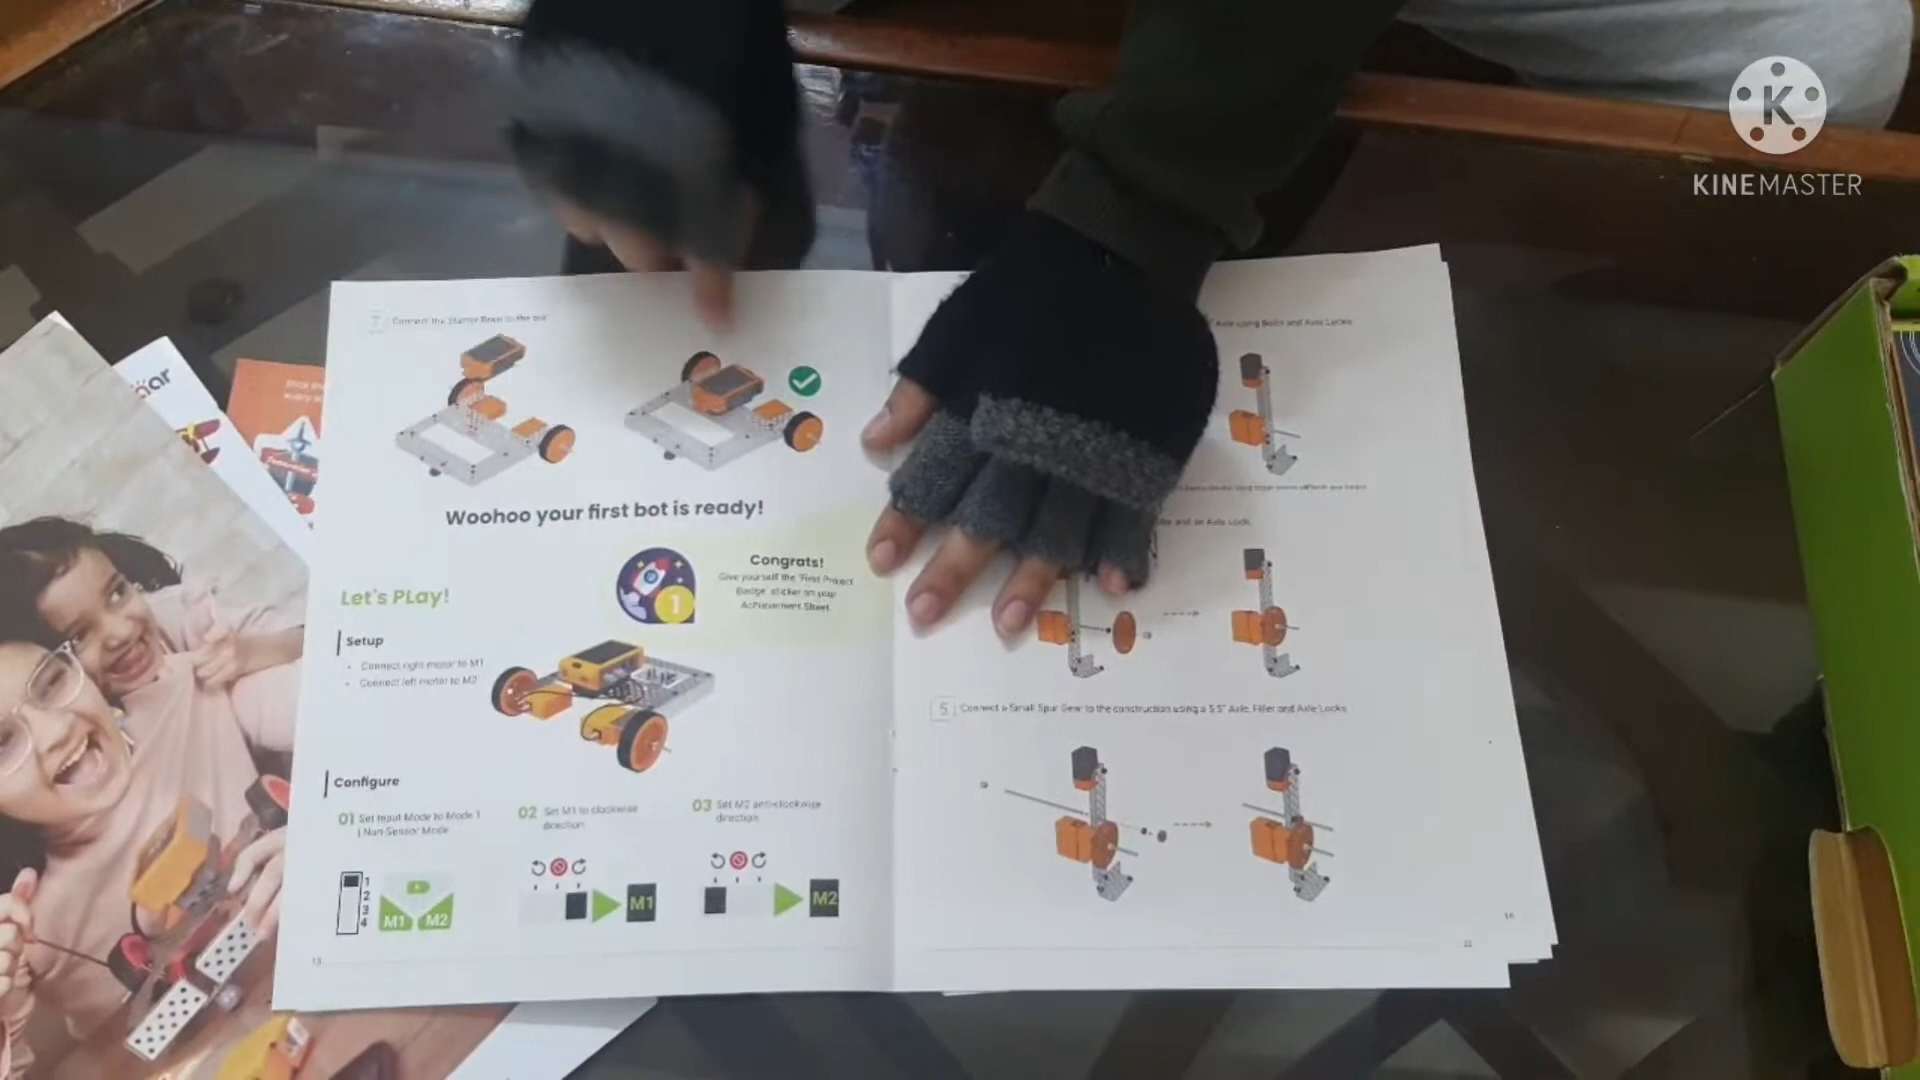 KINEMASTER
7 Connect the Starter Brain to the bot
Woohoo your first bot is ready!
Congrats!
Give yourself the 'First Project
Badge' sticker on your
Achievement Sheet
1
Let's PLay!
Setup
Connect right motor to M1
Connect left motor to M2
Configure
01 Set Input Mode to Mode 1
| Non-Sensor Mode
02 Set M1 to clockwise
direction
03 Set M2 anti-clockwise
direction
1
2
3
4
M1 M2
M1
M2
13
Axle using Bolts and Axle Locks
and an Axle Lock.
5 Connect a Small Spur Gear to the construction using a 5.5" Axle, Filler and Axle Locks
14